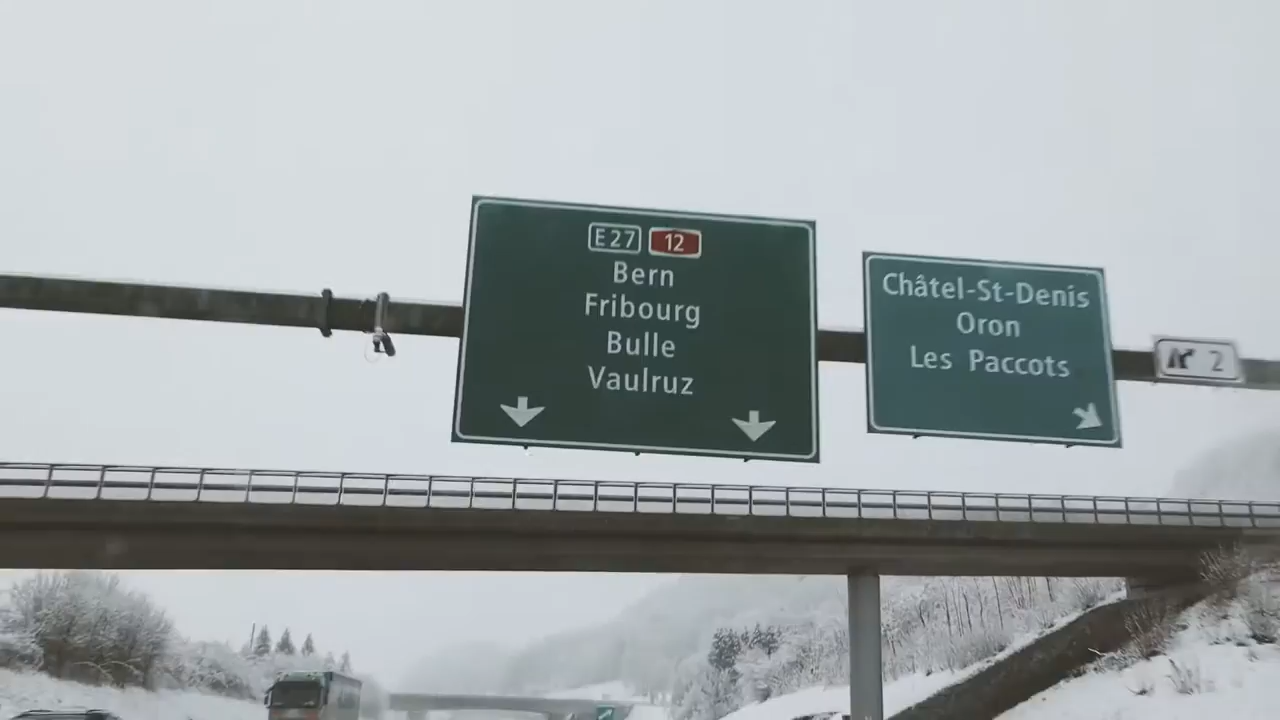 E27 12
Bern
Fribourg
Bulle
Vaulruz
Châtel-St-Denis
Oron
Les Paccots
2